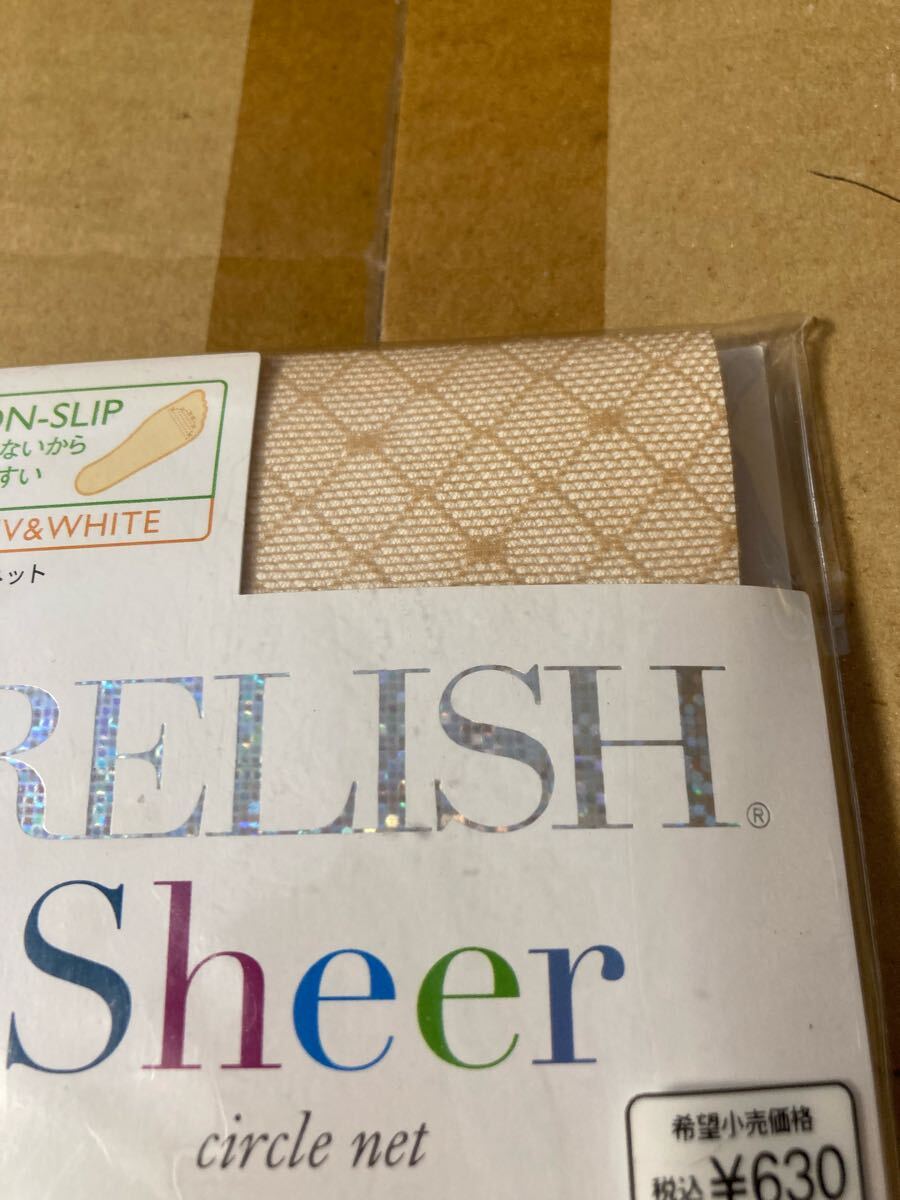 ON-SLIP
ないから
すい
V&WHITE
ネット
RELISH®
Sheer
circle net
希望小売価格
税込¥630